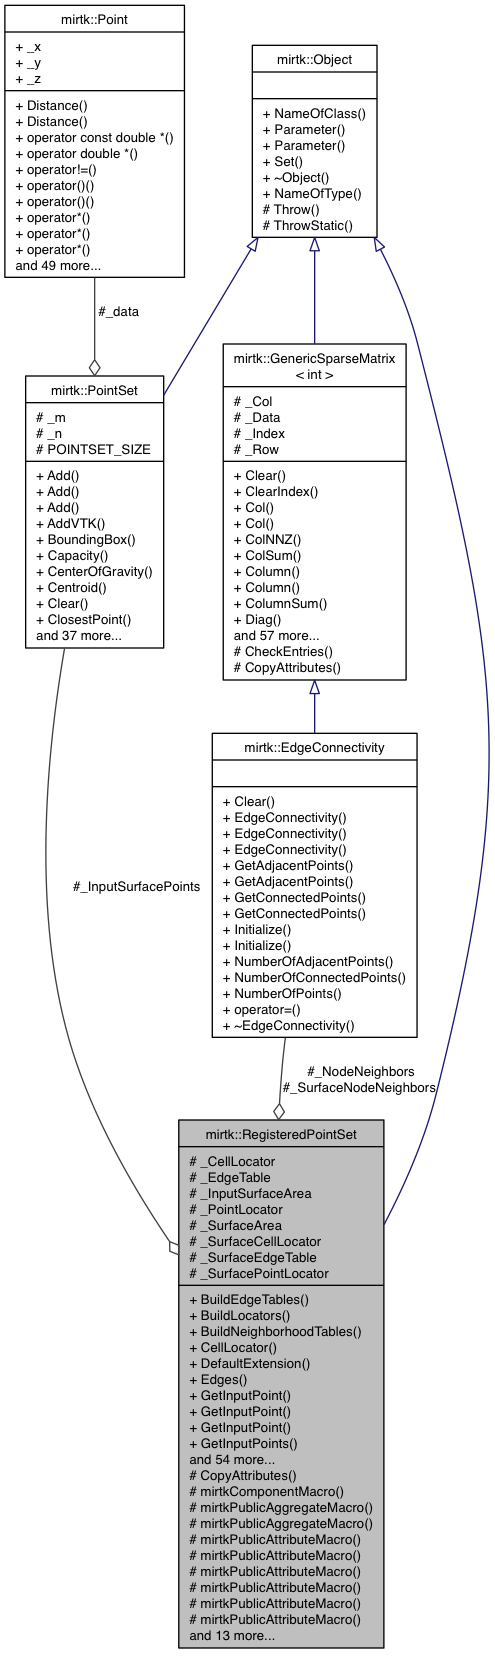 mirtk::Point
+ _x
+ _y
+ _z
+ Distance()
+ Distance()
+ operator const double *()
+ operator double *()
+ operator!=()
+ operator()()
+ operator()()
+ operator*()
+ operator*()
+ operator*()
and 49 more...
mirtk::Object
+ NameOfClass()
+ Parameter()
+ Parameter()
+ Set()
+ ~Object()
+ NameOfType()
# Throw()
# ThrowStatic()
#_data
mirtk::PointSet
# _m
# _n
# POINTSET_SIZE
+ Add()
+ Add()
+ Add()
+ AddVTK()
+ BoundingBox()
+ Capacity()
+ CenterOfGravity()
+ Centroid()
+ Clear()
+ ClosestPoint()
and 37 more...
mirtk::GenericSparseMatrix
< int >
# _Col
# _Data
# _Index
# _Row
+ Clear()
+ ClearIndex()
+ Col()
+ Col()
+ ColNNZ()
+ ColSum()
+ Column()
+ Column()
+ ColumnSum()
+ Diag()
and 57 more...
# CheckEntries()
# CopyAttributes()
mirtk::EdgeConnectivity
+ Clear()
+ EdgeConnectivity()
+ EdgeConnectivity()
+ EdgeConnectivity()
+ GetAdjacentPoints()
+ GetAdjacentPoints()
+ GetConnectedPoints()
+ GetConnectedPoints()
+ Initialize()
+ Initialize()
+ NumberOfAdjacentPoints()
+ NumberOfConnectedPoints()
+ NumberOfPoints()
+ operator=()
+ ~EdgeConnectivity()
#_InputSurfacePoints
#_NodeNeighbors
#_SurfaceNodeNeighbors
mirtk::RegisteredPointSet
# _CellLocator
# _EdgeTable
# _InputSurfaceArea
# _PointLocator
# _SurfaceArea
# _SurfaceCellLocator
# _SurfaceEdgeTable
# _SurfacePointLocator
+ BuildEdgeTables()
+ BuildLocators()
+ BuildNeighborhoodTables()
+ CellLocator()
+ DefaultExtension()
+ Edges()
+ GetInputPoint()
+ GetInputPoint()
+ GetInputPoint()
+ GetInputPoints()
and 54 more...
# CopyAttributes()
# mirtkComponentMacro()
# mirtkPublicAggregateMacro()
# mirtkPublicAggregateMacro()
# mirtkPublicAttributeMacro()
# mirtkPublicAttributeMacro()
# mirtkPublicAttributeMacro()
# mirtkPublicAttributeMacro()
# mirtkPublicAttributeMacro()
# mirtkPublicAttributeMacro()
and 13 more...